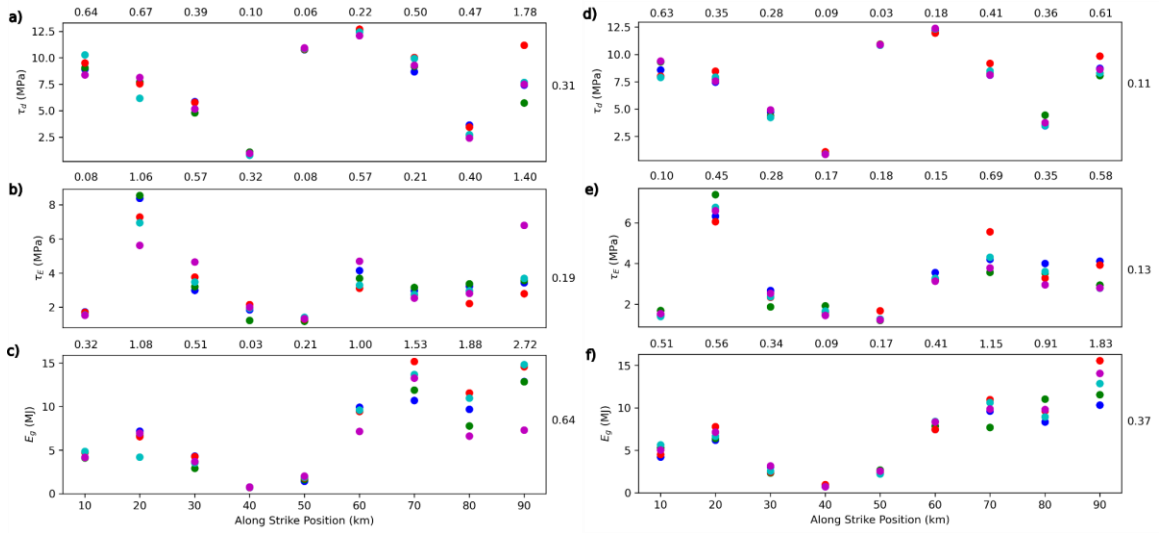 a)
0.64 0.67 0.39 0.10 0.06 0.22 0.50 0.47 1.78
12.5
10.0
7.5
5.0
2.5
τd (MPa)
0.31
b)
0.08 1.06 0.57 0.32 0.08 0.57 0.21 0.40 1.40
8
6
4
2
τE (MPa)
0.19
c)
0.32 1.08 0.51 0.03 0.21 1.00 1.53 1.88 2.72
15
10
5
0
Eg (MJ)
0.64
10 20 30 40 50 60 70 80 90
Along Strike Position (km)
d)
0.63 0.35 0.28 0.09 0.03 0.18 0.41 0.36 0.61
12.5
10.0
7.5
5.0
2.5
τd (MPa)
0.11
e)
0.10 0.45 0.28 0.17 0.18 0.15 0.69 0.35 0.58
6
4
2
τE (MPa)
0.13
f)
0.51 0.56 0.34 0.09 0.17 0.41 1.15 0.91 1.83
15
10
5
0
Eg (MJ)
0.37
10 20 30 40 50 60 70 80 90
Along Strike Position (km)